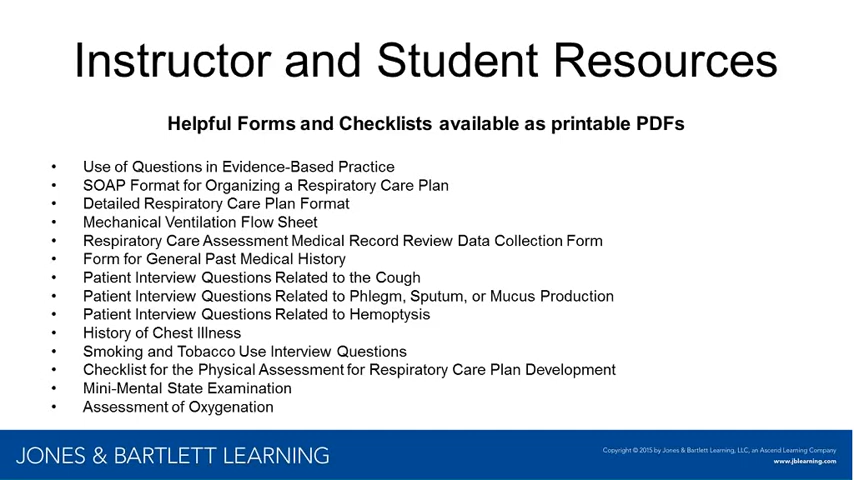 Instructor and Student Resources
Helpful Forms and Checklists available as printable PDFs
• Use of Questions in Evidence-Based Practice
• SOAP Format for Organizing a Respiratory Care Plan
• Detailed Respiratory Care Plan Format
• Mechanical Ventilation Flow Sheet
• Respiratory Care Assessment Medical Record Review Data Collection Form
• Form for General Past Medical History
• Patient Interview Questions Related to the Cough
• Patient Interview Questions Related to Phlegm, Sputum, or Mucus Production
• Patient Interview Questions Related to Hemoptysis
• History of Chest Illness
• Smoking and Tobacco Use Interview Questions
• Checklist for the Physical Assessment for Respiratory Care Plan Development
• Mini-Mental State Examination
• Assessment of Oxygenation
JONES & BARTLETT LEARNING
Copyright © 2015 by Jones & Bartlett Learning, LLC, an Ascend Learning Company
www.jblearning.com